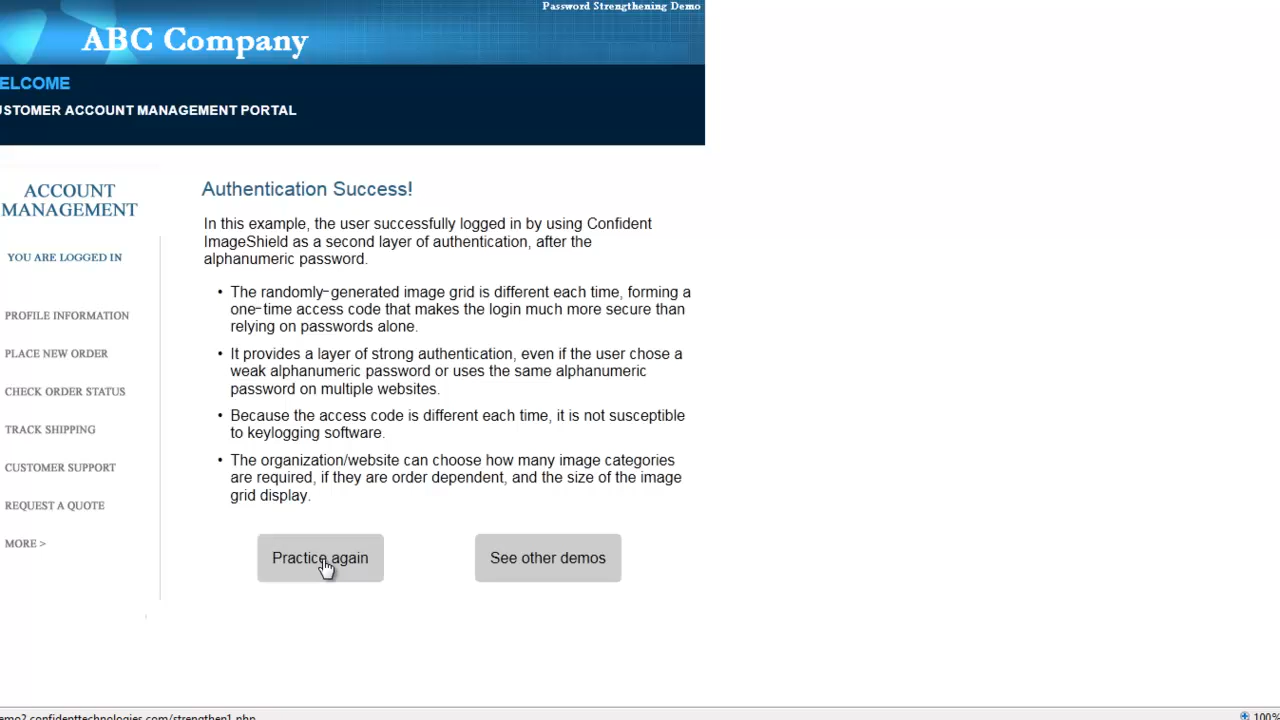 Password Strengthening Demo
ABC Company
ELCOME
USTOMER ACCOUNT MANAGEMENT PORTAL
ACCOUNT
MANAGEMENT
YOU ARE LOGGED IN
PROFILE INFORMATION
PLACE NEW ORDER
CHECK ORDER STATUS
TRACK SHIPPING
CUSTOMER SUPPORT
REQUEST A QUOTE
MORE >
Authentication Success!
In this example, the user successfully logged in by using Confident
ImageShield as a second layer of authentication, after the
alphanumeric password.
• The randomly-generated image grid is different each time, forming a
one-time access code that makes the login much more secure than
relying on passwords alone.
• It provides a layer of strong authentication, even if the user chose a
weak alphanumeric password or uses the same alphanumeric
password on multiple websites.
• Because the access code is different each time, it is not susceptible
to keylogging software.
• The organization/website can choose how many image categories
are required, if they are order dependent, and the size of the image
grid display.
Practice again
See other demos
emo2.confidenttechnologies.com/strengthen1.php
100%